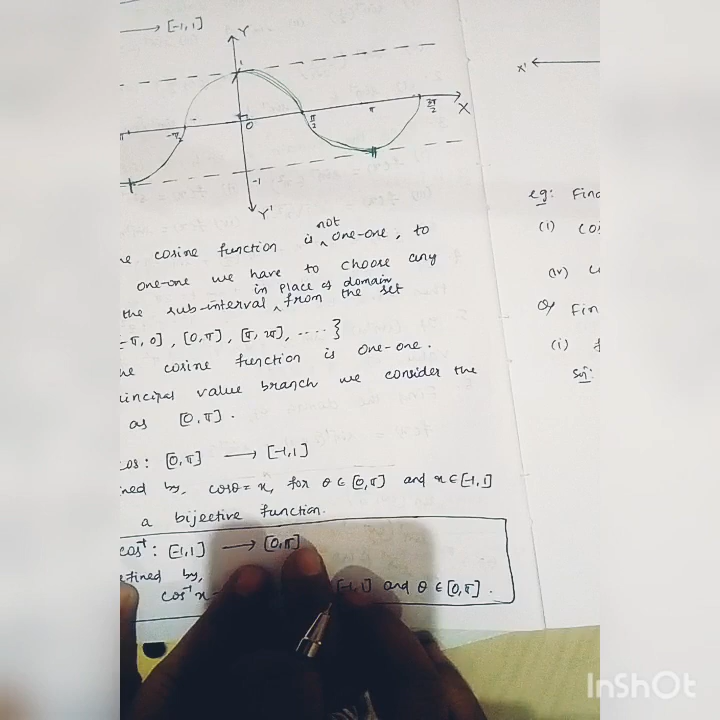 → [-1,1]
Y
1
-π/2
0
π/2
π
3π/2
X
-1
Y'
cosine function is not one-one, to
one-one we have to choose any
the sub-interval in place of domain from the set
-π, 0], [0,π], [π, 2π], ....}
cosine function is one-one.
value branch we consider the
as [0,π].
cos: [0,π] → [-1,1]
by, cosθ = x, for θ ∈ [0,π] and x ∈ [-1,1]
a bijective function.
cos⁻¹: [-1,1] → [0,π]
by,
cos⁻¹x -1,1] and θ ∈ [0,π].
X'
eg: Find
(i) cos
(iv)
Q/ Fin
(i) f
Sol:
InShOt